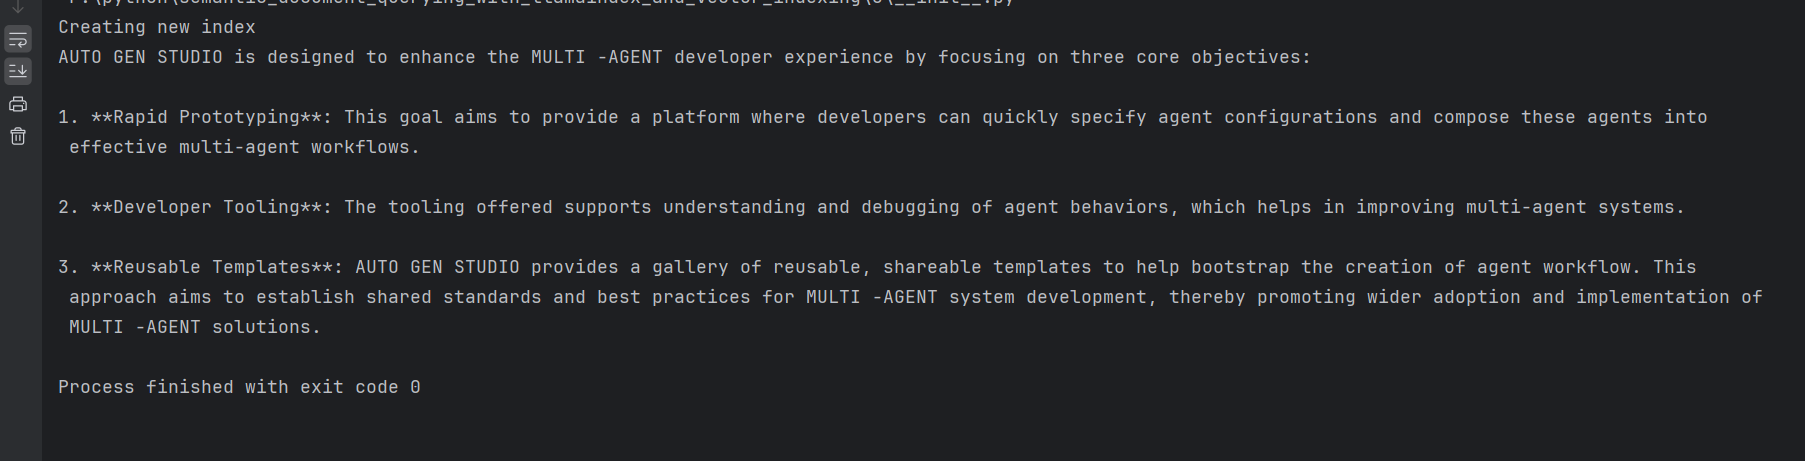 Creating new index
AUTO GEN STUDIO is designed to enhance the MULTI -AGENT developer experience by focusing on three core objectives:
1. **Rapid Prototyping**: This goal aims to provide a platform where developers can quickly specify agent configurations and compose these agents into
effective multi-agent workflows.
2. **Developer Tooling**: The tooling offered supports understanding and debugging of agent behaviors, which helps in improving multi-agent systems.
3. **Reusable Templates**: AUTO GEN STUDIO provides a gallery of reusable, shareable templates to help bootstrap the creation of agent workflow. This
approach aims to establish shared standards and best practices for MULTI -AGENT system development, thereby promoting wider adoption and implementation of
MULTI -AGENT solutions.
Process finished with exit code 0